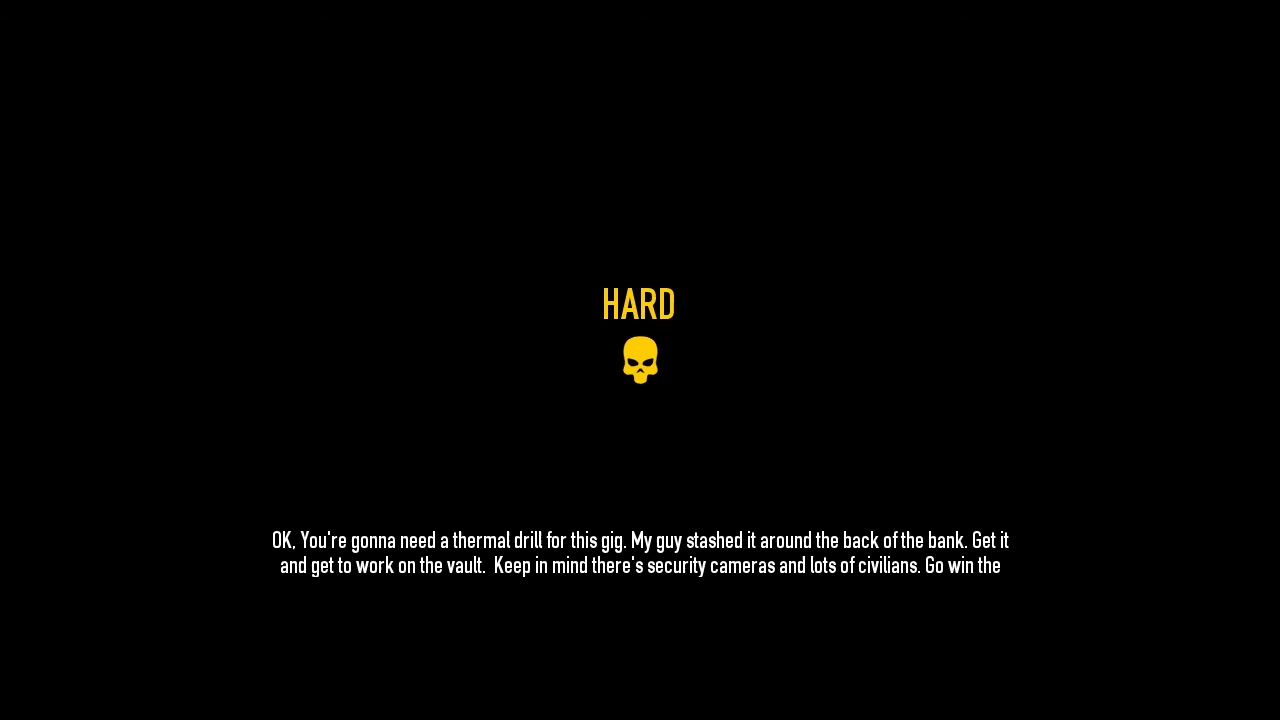 HARD
OK, You're gonna need a thermal drill for this gig. My guy stashed it around the back of the bank. Get it
and get to work on the vault.  Keep in mind there's security cameras and lots of civilians. Go win the